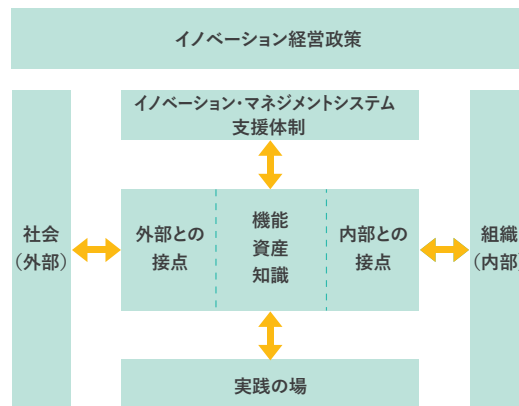 イノベーション経営政策
イノベーション・マネジメントシステム
支援体制
社会
（外部）
外部との
接点
機能
資産
知識
内部との
接点
組織
（内部）
実践の場